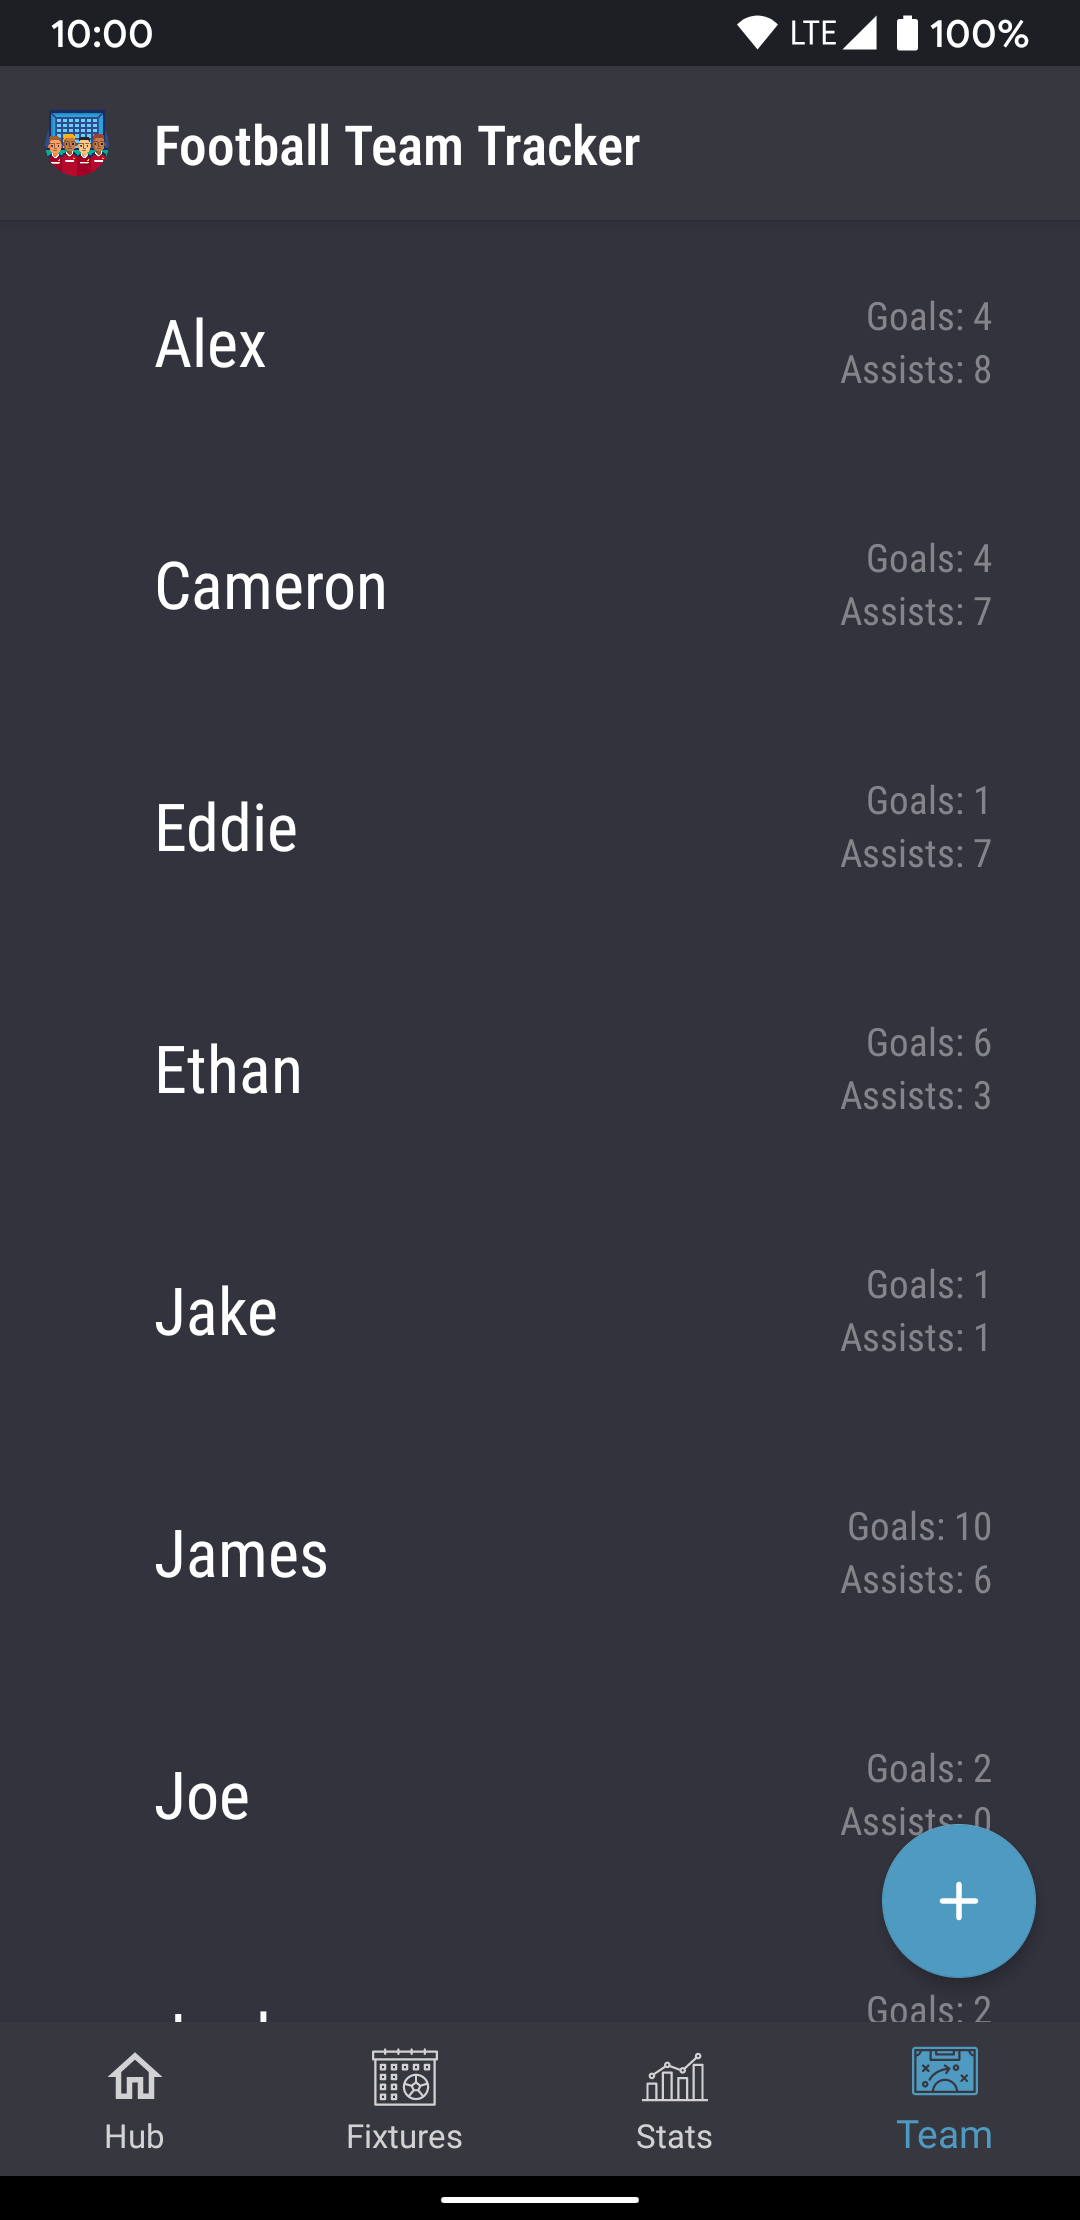 10:00
LTE
100%
Football Team Tracker
Alex
Goals: 4
Assists: 8
Cameron
Goals: 4
Assists: 7
Eddie
Goals: 1
Assists: 7
Ethan
Goals: 6
Assists: 3
Jake
Goals: 1
Assists: 1
James
Goals: 10
Assists: 6
Joe
Goals: 2
Assists: 0
Goals: 2
Hub
Fixtures
Stats
Team